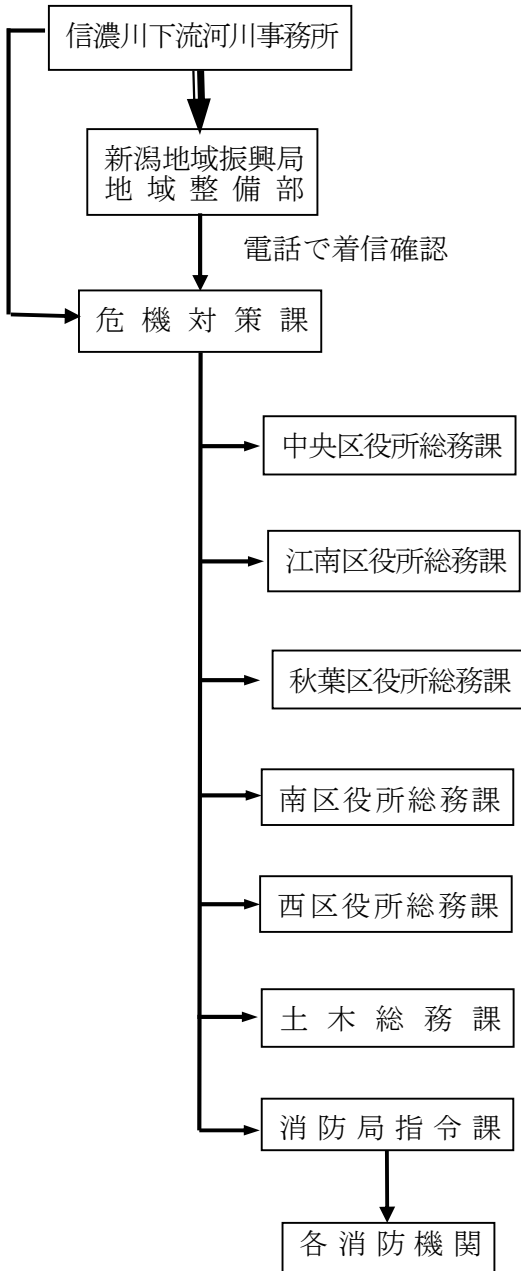 信濃川下流河川事務所
新潟地域振興局
地域整備部
電話で着信確認
危機対策課
中央区役所総務課
江南区役所総務課
秋葉区役所総務課
南区役所総務課
西区役所総務課
土木総務課
消防局指令課
各消防機関